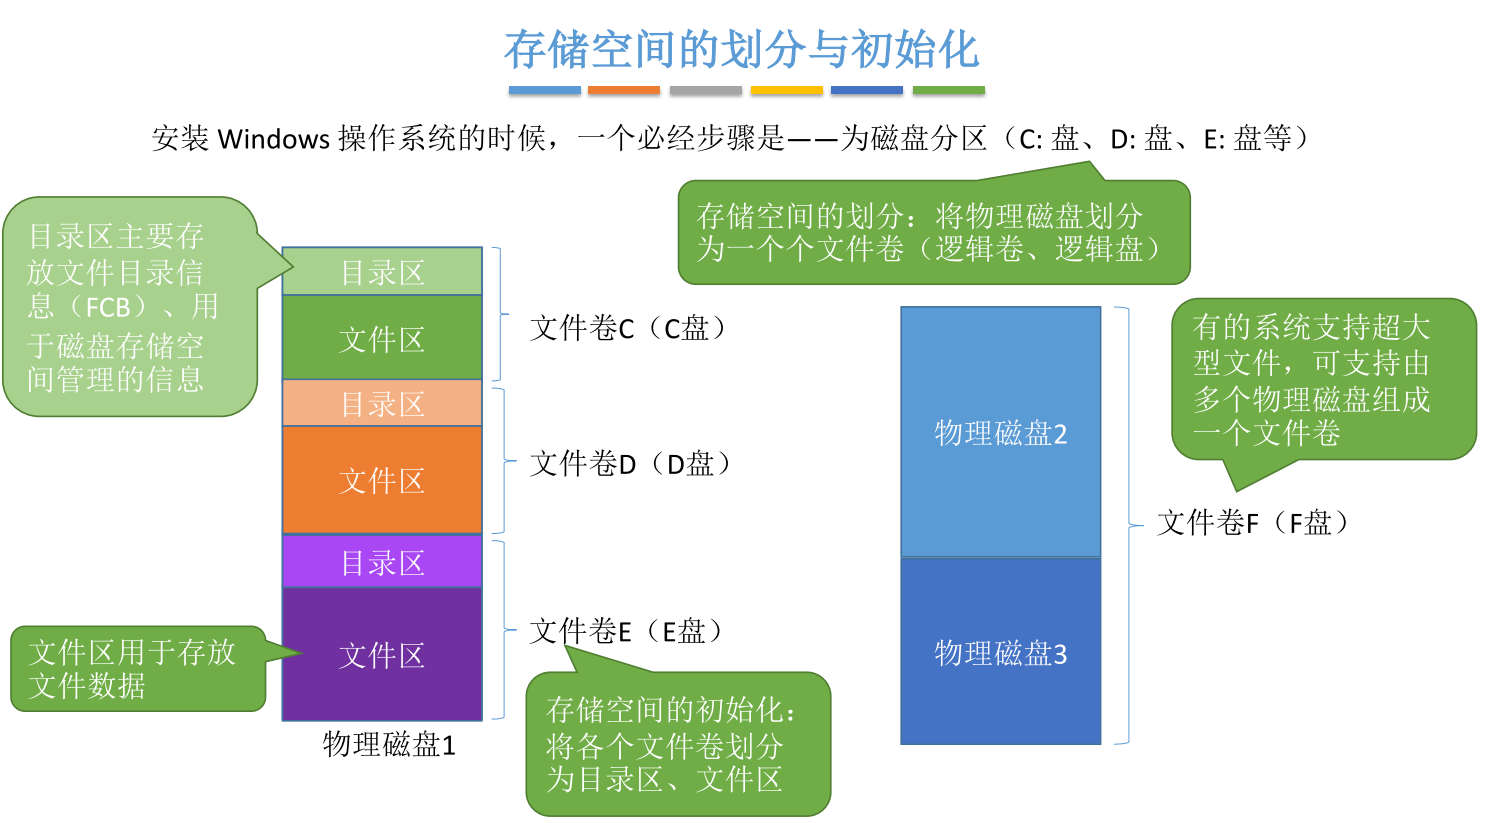 存储空间的划分与初始化
安装 Windows 操作系统的时候，一个必经步骤是——为磁盘分区（C: 盘、D: 盘、E: 盘等）
存储空间的划分：将物理磁盘划分
为一个个文件卷（逻辑卷、逻辑盘）
目录区主要存
放文件目录信
息（FCB）、用
于磁盘存储空
间管理的信息
目录区
文件区
文件卷C（C盘）
目录区
文件区
文件卷D（D盘）
目录区
文件区
文件卷E（E盘）
文件区用于存放
文件数据
物理磁盘1
存储空间的初始化：
将各个文件卷划分
为目录区、文件区
物理磁盘2
物理磁盘3
有的系统支持超大
型文件，可支持由
多个物理磁盘组成
一个文件卷
文件卷F（F盘）